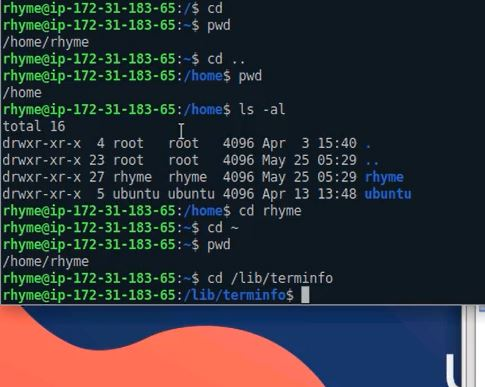 rhyme@ip-172-31-183-65:/$ cd
rhyme@ip-172-31-183-65:~$ pwd
/home/rhyme
rhyme@ip-172-31-183-65:~$ cd ..
rhyme@ip-172-31-183-65:/home$ pwd
/home
rhyme@ip-172-31-183-65:/home$ ls -al
total 16
drwxr-xr-x  4 root   root   4096 Apr  3 15:40 .
drwxr-xr-x 23 root   root   4096 May 25 05:29 ..
drwxr-xr-x 27 rhyme  rhyme  4096 May 25 05:29 rhyme
drwxr-xr-x  5 ubuntu ubuntu 4096 Apr 13 13:48 ubuntu
rhyme@ip-172-31-183-65:/home$ cd rhyme
rhyme@ip-172-31-183-65:~$ cd ~
rhyme@ip-172-31-183-65:~$ pwd
/home/rhyme
rhyme@ip-172-31-183-65:~$ cd /lib/terminfo
rhyme@ip-172-31-183-65:/lib/terminfo$